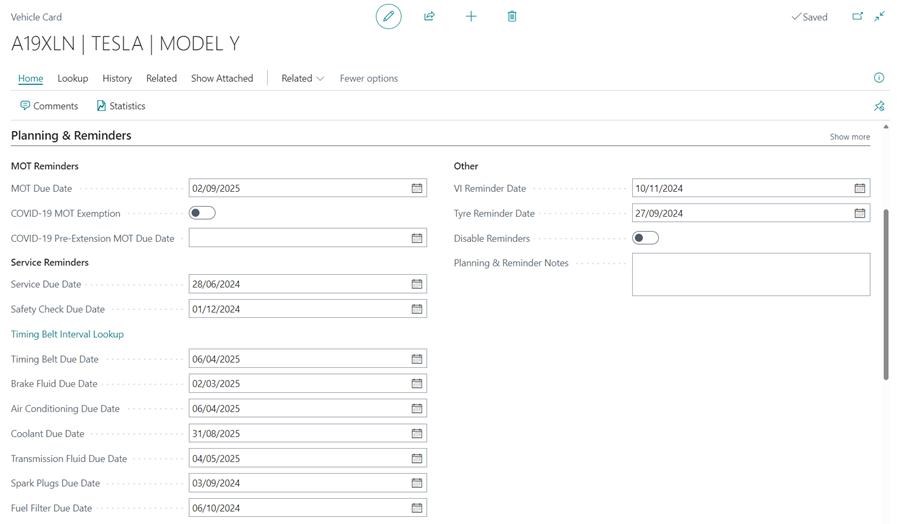 Vehicle Card
Saved
A19XLN | TESLA | MODEL Y
Home Lookup History Related Show Attached Related Fewer options
Comments Statistics
Planning & Reminders
Show more
MOT Reminders
MOT Due Date 02/09/2025
COVID-19 MOT Exemption
COVID-19 Pre-Extension MOT Due Date
Service Reminders
Service Due Date 28/06/2024
Safety Check Due Date 01/12/2024
Timing Belt Interval Lookup
Timing Belt Due Date 06/04/2025
Brake Fluid Due Date 02/03/2025
Air Conditioning Due Date 06/04/2025
Coolant Due Date 31/08/2025
Transmission Fluid Due Date 04/05/2025
Spark Plugs Due Date 03/09/2024
Fuel Filter Due Date 06/10/2024
Other
VI Reminder Date 10/11/2024
Tyre Reminder Date 27/09/2024
Disable Reminders
Planning & Reminder Notes